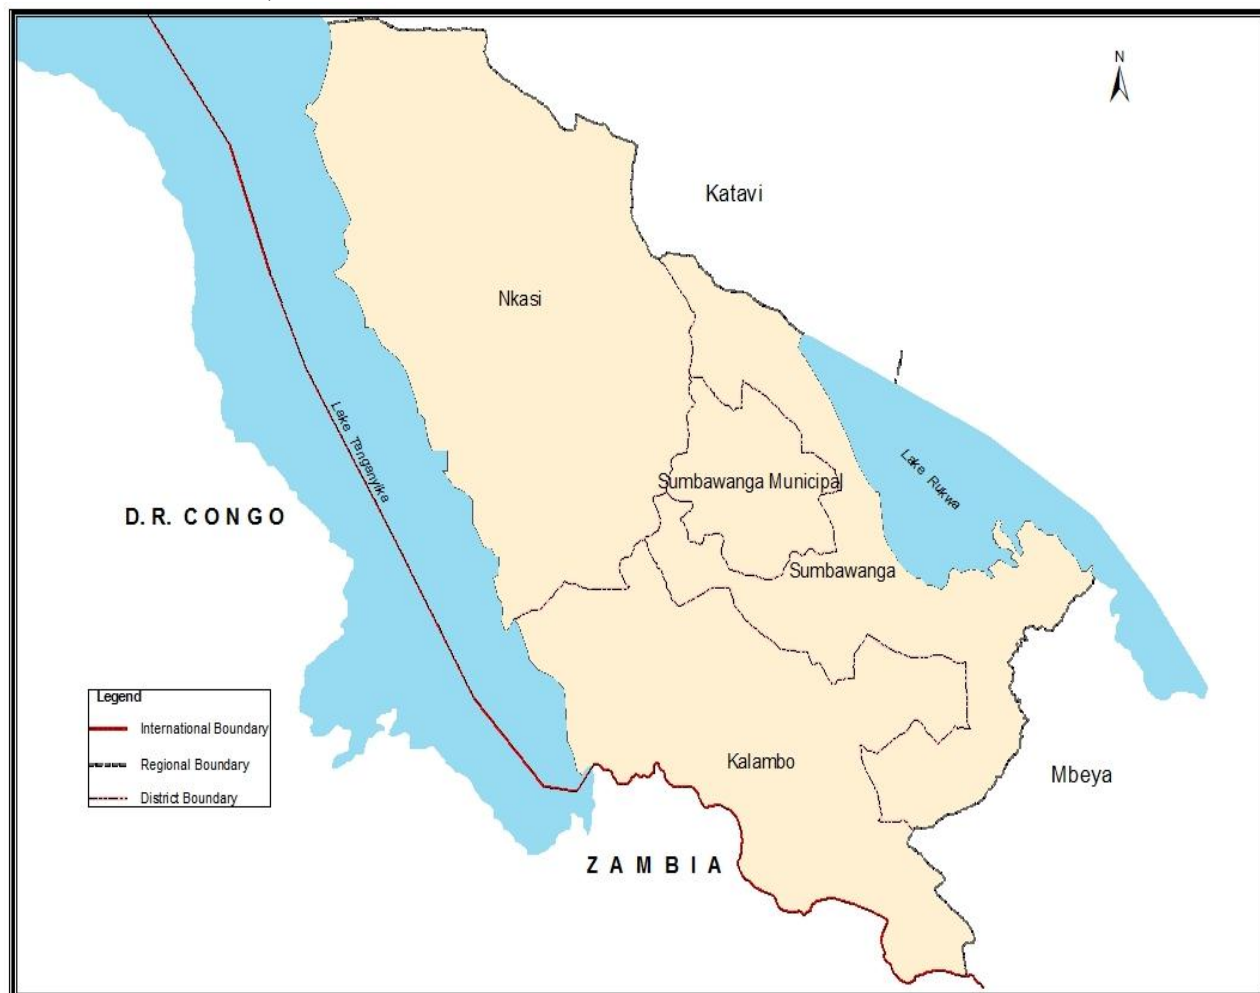 N
Katavi
Nkasi
Lake Tanganyika
Lake Rukwa
Sumbawanga Municipal
D. R. CONGO
Sumbawanga
Legend
International Boundary
Regional Boundary
District Boundary
Kalambo
Mbeya
ZAMBIA